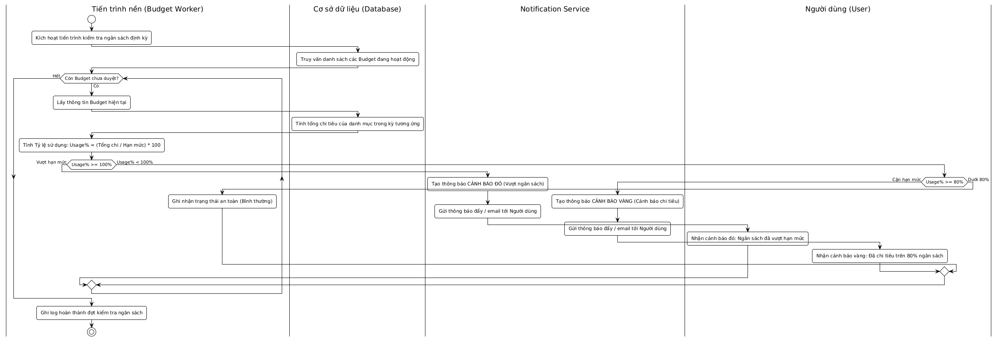 Tiến trình nền (Budget Worker)
Cơ sở dữ liệu (Database)
Notification Service
Người dùng (User)
Kích hoạt tiến trình kiểm tra ngân sách định kỳ
Truy vấn danh sách các Budget đang hoạt động
Hết
Còn Budget chưa duyệt?
Có
Lấy thông tin Budget hiện tại
Tính tổng chi tiêu của danh mục trong kỳ tương ứng
Tính Tỷ lệ sử dụng: Usage% = (Tổng chi / Hạn mức) * 100
Vượt hạn mức
Usage% >= 100%
Usage% < 100%
Tạo thông báo CẢNH BÁO ĐỎ (Vượt ngân sách)
Cận hạn mức
Usage% >= 80%
Dưới 80%
Ghi nhận trạng thái an toàn (Bình thường)
Tạo thông báo CẢNH BÁO VÀNG (Cảnh báo chi tiêu)
Gửi thông báo đẩy / email tới Người dùng
Gửi thông báo đẩy / email tới Người dùng
Nhận cảnh báo đỏ: Ngân sách đã vượt hạn mức
Nhận cảnh báo vàng: Đã chi tiêu trên 80% ngân sách
Ghi log hoàn thành đợt kiểm tra ngân sách